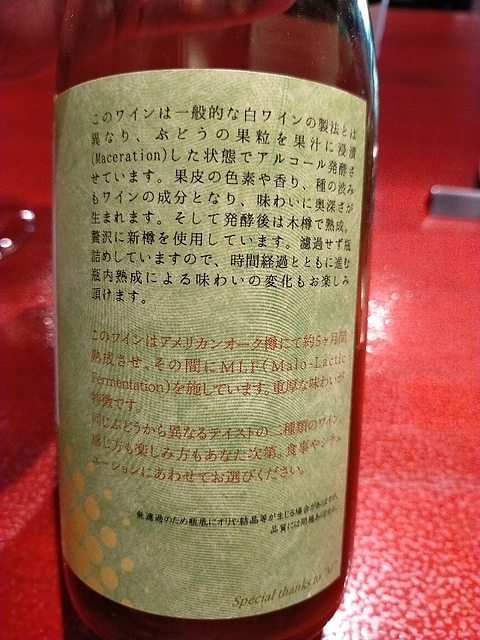 このワインは一般的な白ワインの製法とは
異なり、ぶどうの果粒を果汁に浸漬
(Maceration)した状態でアルコール発酵さ
せています。果皮の色素や香り、種の渋み
もワインの成分となり、味わいに奥深さが
生まれます。そして発酵後は木樽で熟成。
贅沢に新樽を使用しています。濾過せず瓶
詰めしていますので、時間経過とともに進む
瓶内熟成による味わいの変化もお楽しみ
頂けます。
このワインはアメリカンオーク樽にて約5ヶ月間
熟成させ、その間にMLF(Malo-Lactic
Fermentation)を施しています。重厚な味わいが
特徴です。
同じぶどうから異なるテイストの二種類のワイン。
感じ方も楽しみ方もあなた次第。食事やシチュ
エーションにあわせてお選びください。
無濾過のため瓶底にオリや結晶等が生じる場合がありますが、
品質には問題ありません。
Special thanks to